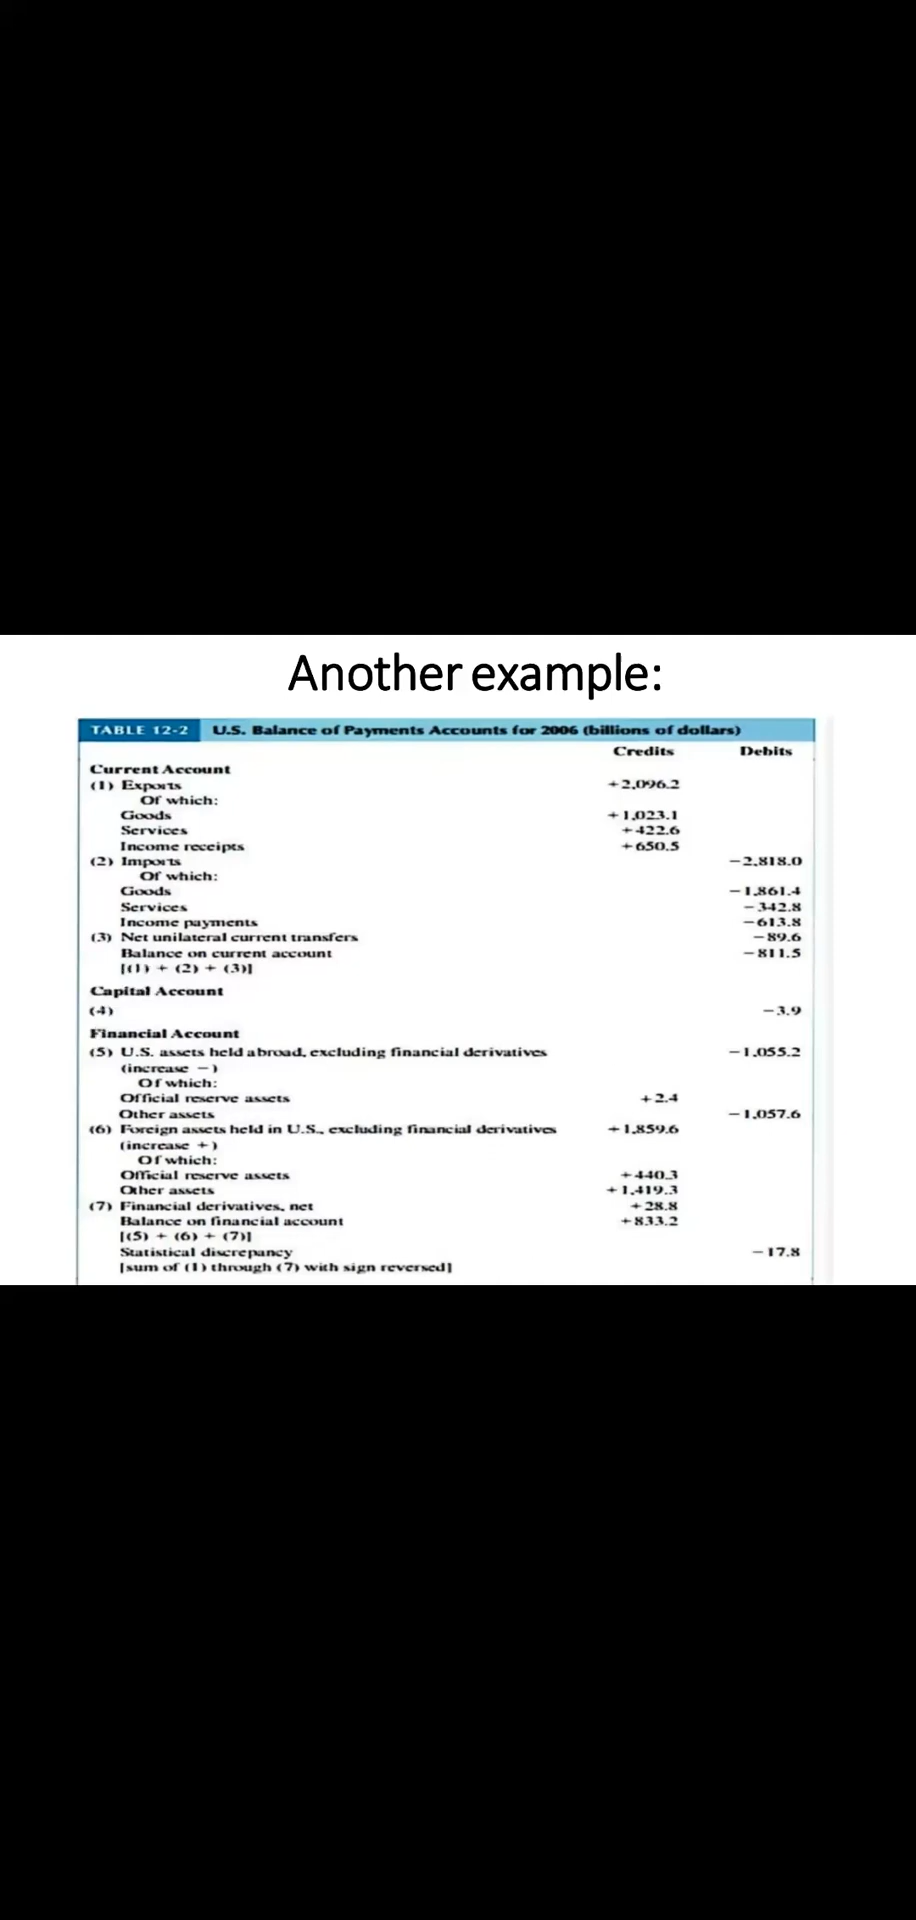 Another example:
TABLE 12-2 U.S. Balance of Payments Accounts for 2006 (billions of dollars)
Credits Debits
Current Account
(1) Exports +2,096.2
Of which:
Goods +1,023.1
Services +422.6
Income receipts +650.5
(2) Imports −2,818.0
Of which:
Goods −1,861.4
Services −342.8
Income payments −613.8
(3) Net unilateral current transfers −89.6
Balance on current account −811.5
[(1) + (2) + (3)]
Capital Account
(4) −3.9
Financial Account
(5) U.S. assets held abroad, excluding financial derivatives −1,055.2
(increase −)
Of which:
Official reserve assets +2.4
Other assets −1,057.6
(6) Foreign assets held in U.S., excluding financial derivatives +1,859.6
(increase +)
Of which:
Official reserve assets +440.3
Other assets +1,419.3
(7) Financial derivatives, net +28.8
Balance on financial account +833.2
[(5) + (6) + (7)]
Statistical discrepancy −17.8
[sum of (1) through (7) with sign reversed]